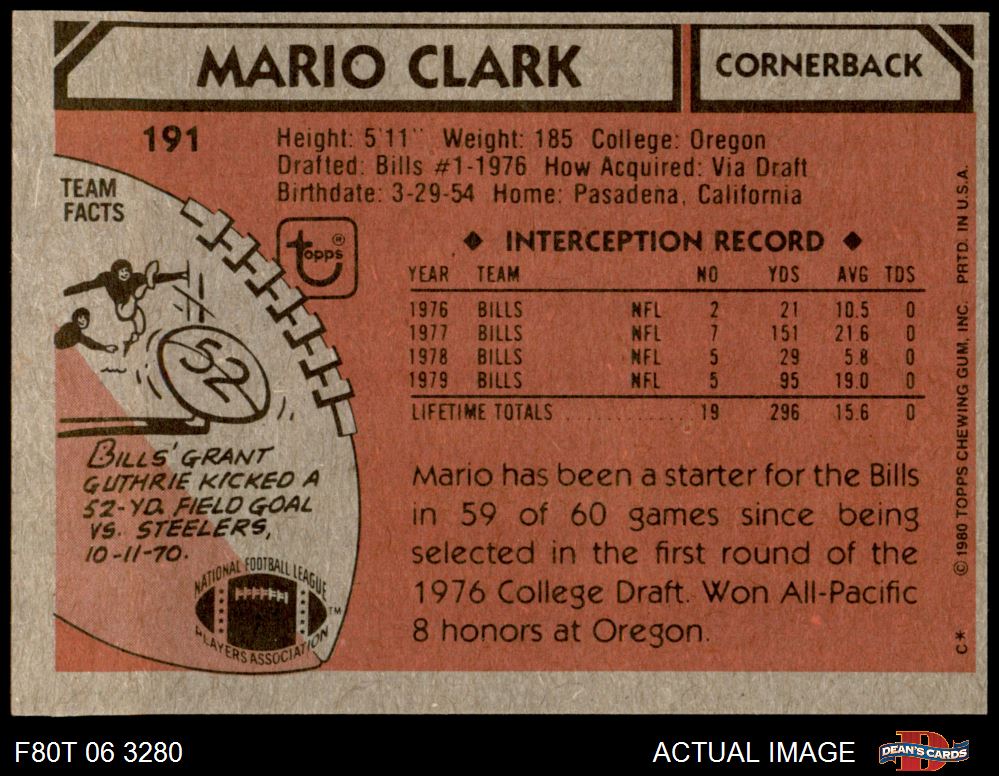 MARIO CLARK
CORNERBACK
191
Height: 5'11" Weight: 185 College: Oregon
Drafted: Bills #1-1976 How Acquired: Via Draft
Birthdate: 3-29-54 Home: Pasadena, California
TEAM
FACTS
topps®
◆ INTERCEPTION RECORD ◆
YEAR TEAM NO YDS AVG TDS
1976 BILLS NFL 2 21 10.5 0
1977 BILLS NFL 7 151 21.6 0
1978 BILLS NFL 5 29 5.8 0
1979 BILLS NFL 5 95 19.0 0
LIFETIME TOTALS .................... 19 296 15.6 0
52
BILLS' GRANT
GUTHRIE KICKED A
52-YD. FIELD GOAL
VS. STEELERS,
10-11-70.
NATIONAL FOOTBALL LEAGUE
PLAYERS ASSOCIATION
™
Mario has been a starter for the Bills
in 59 of 60 games since being
selected in the first round of the
1976 College Draft. Won All-Pacific
8 honors at Oregon.
C* © 1980 TOPPS CHEWING GUM, INC. PRTD. IN U.S.A.
F80T 06 3280
ACTUAL IMAGE
DEAN'S CARDS